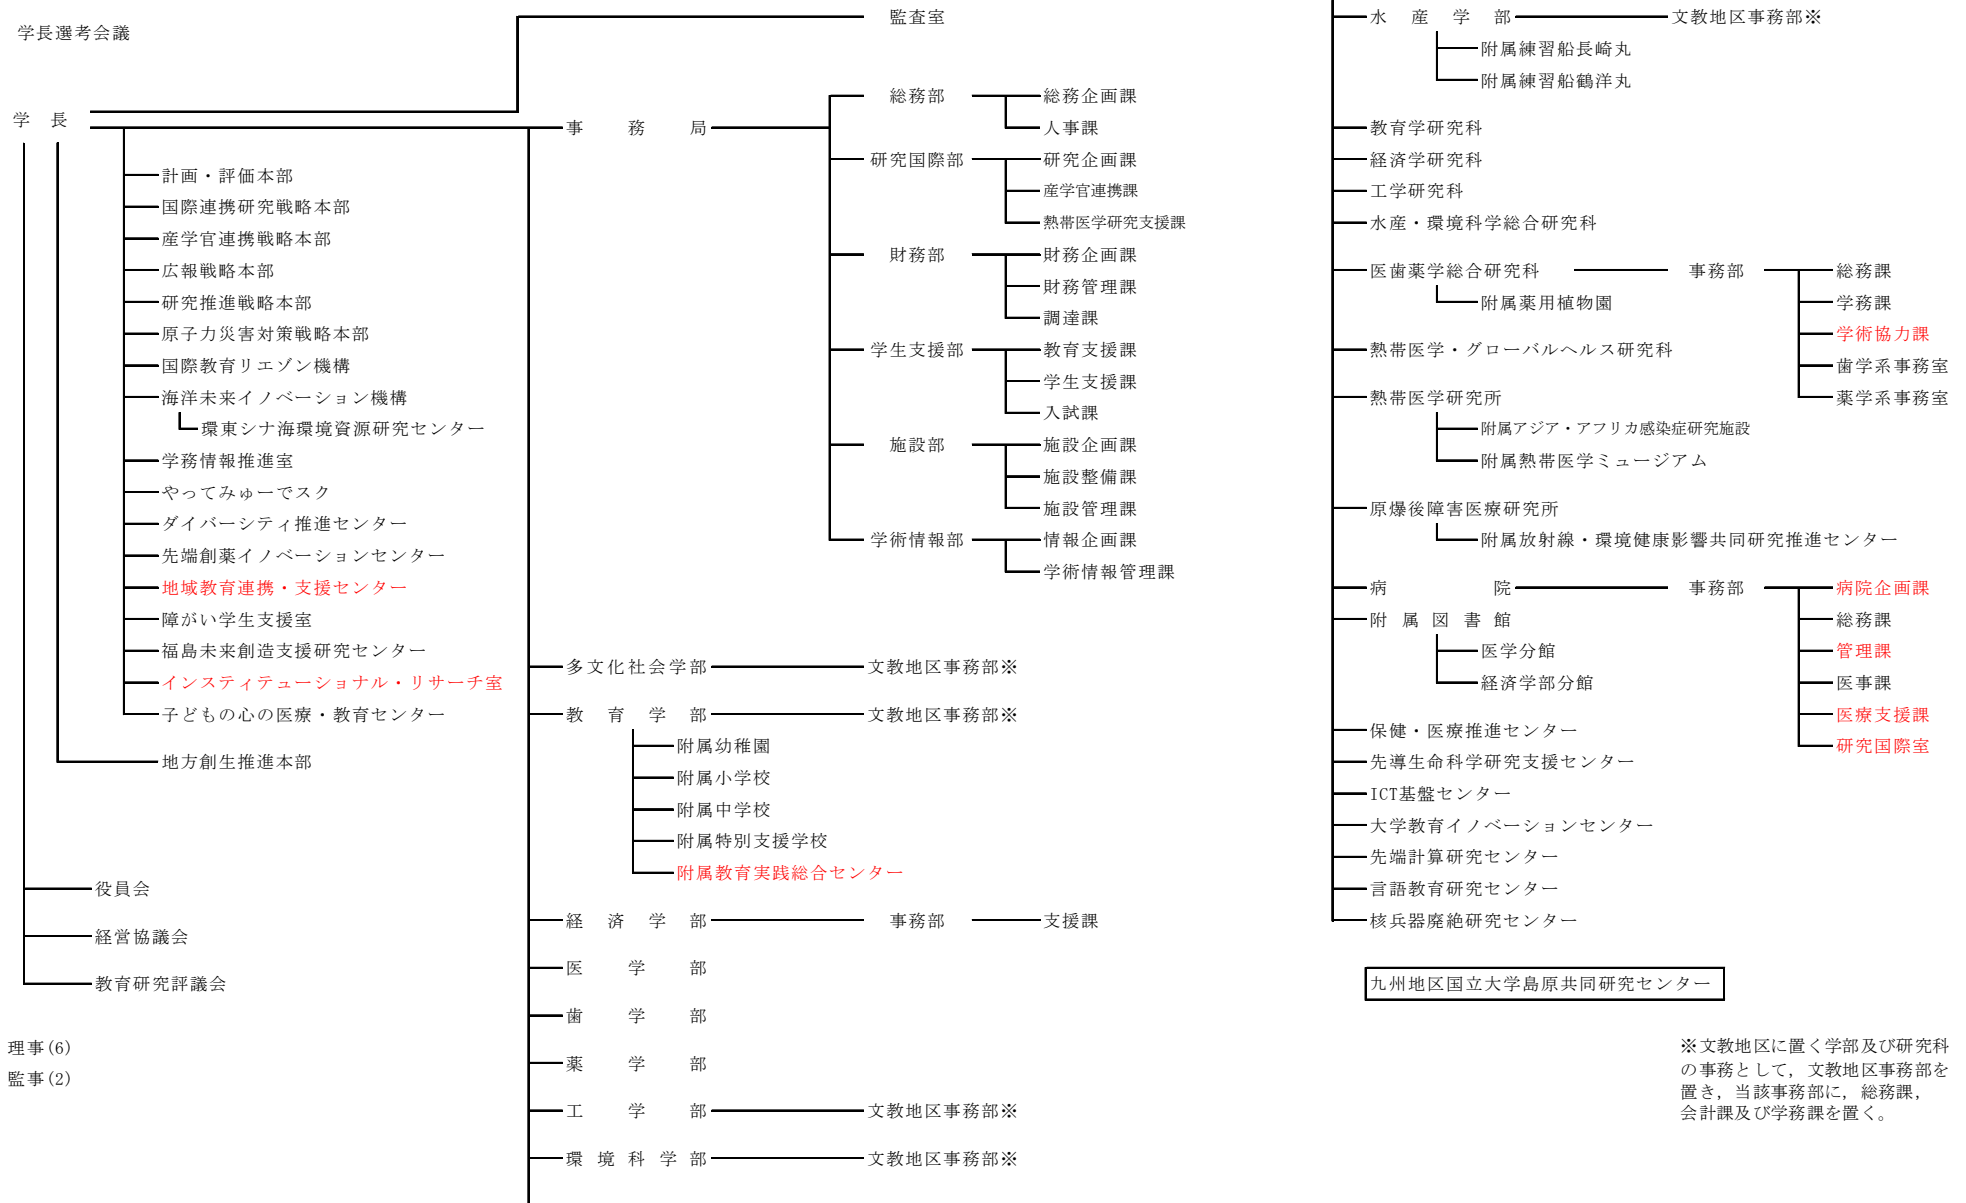 学長選考会議
学長
計画・評価本部
国際連携研究戦略本部
産学官連携戦略本部
広報戦略本部
研究推進戦略本部
原子力災害対策戦略本部
国際教育リエゾン機構
海洋未来イノベーション機構
環東シナ海環境資源研究センター
学務情報推進室
やってみゅーでスク
ダイバーシティ推進センター
先端創薬イノベーションセンター
地域教育連携・支援センター
障がい学生支援室
福島未来創造支援研究センター
インスティテューショナル・リサーチ室
子どもの心の医療・教育センター
地方創生推進本部
役員会
経営協議会
教育研究評議会
理事(6)
監事(2)
監査室
事務局
総務部
総務企画課
人事課
研究国際部
研究企画課
産学官連携課
熱帯医学研究支援課
財務部
財務企画課
財務管理課
調達課
学生支援部
教育支援課
学生支援課
入試課
施設部
施設企画課
施設整備課
施設管理課
学術情報部
情報企画課
学術情報管理課
多文化社会学部 文教地区事務部※
教育学部 文教地区事務部※
附属幼稚園
附属小学校
附属中学校
附属特別支援学校
附属教育実践総合センター
経済学部 事務部 支援課
医学部
歯学部
薬学部
工学部 文教地区事務部※
環境科学部 文教地区事務部※
水産学部 文教地区事務部※
附属練習船長崎丸
附属練習船鶴洋丸
教育学研究科
経済学研究科
工学研究科
水産・環境科学総合研究科
医歯薬学総合研究科 事務部
総務課
学務課
学術協力課
歯学系事務室
薬学系事務室
附属薬用植物園
熱帯医学・グローバルヘルス研究科
熱帯医学研究所
附属アジア・アフリカ感染症研究施設
附属熱帯医学ミュージアム
原爆後障害医療研究所
附属放射線・環境健康影響共同研究推進センター
病院 事務部
病院企画課
総務課
管理課
医事課
医療支援課
研究国際室
附属図書館
医学分館
経済学部分館
保健・医療推進センター
先導生命科学研究支援センター
ICT基盤センター
大学教育イノベーションセンター
先端計算研究センター
言語教育研究センター
核兵器廃絶研究センター
九州地区国立大学島原共同研究センター
※文教地区に置く学部及び研究科
の事務として，文教地区事務部を
置き，当該事務部に，総務課，
会計課及び学務課を置く。